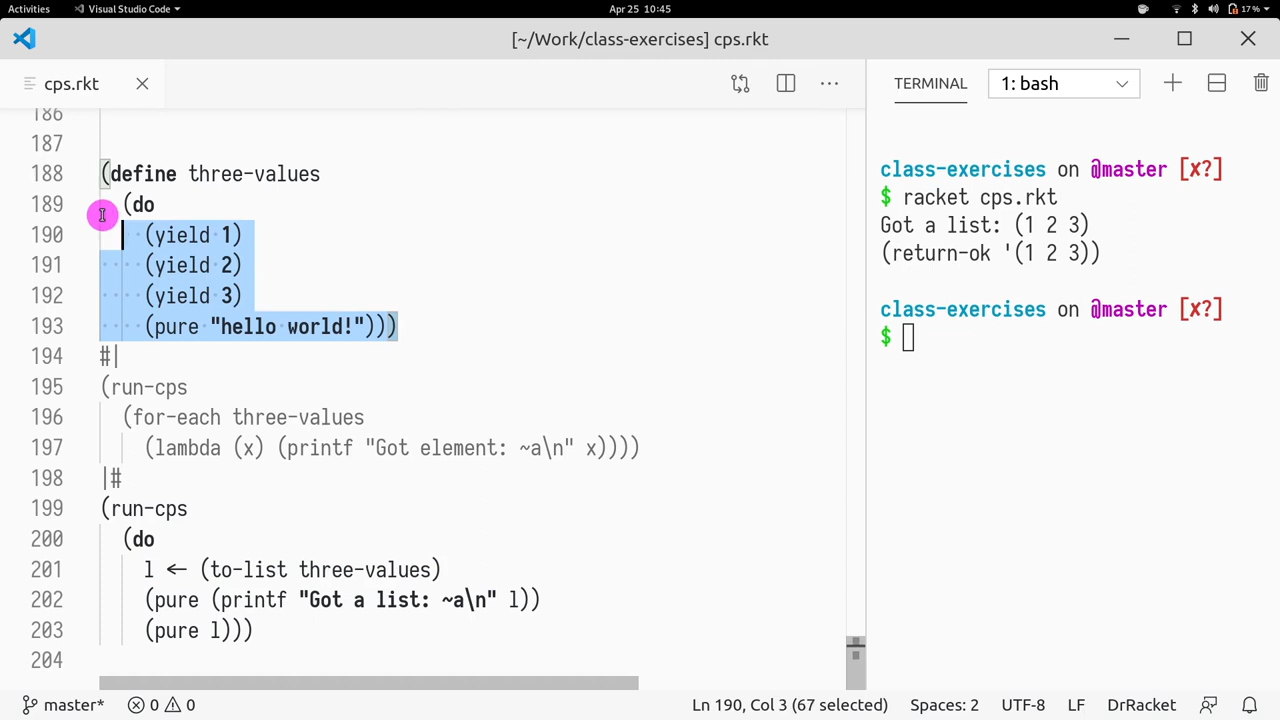 Activities Visual Studio Code Apr 25 10:45 17%
[~/Work/class-exercises] cps.rkt
cps.rkt
TERMINAL 1: bash
186
187
188 (define three-values
189 (do
190 (yield 1)
191 (yield 2)
192 (yield 3)
193 (pure "hello world!")))
194 #|
195 (run-cps
196 (for-each three-values
197 (lambda (x) (printf "Got element: ~a\n" x))))
198 |#
199 (run-cps
200 (do
201 l ← (to-list three-values)
202 (pure (printf "Got a list: ~a\n" l))
203 (pure l)))
204
class-exercises on @master [x?]
$ racket cps.rkt
Got a list: (1 2 3)
(return-ok '(1 2 3))
class-exercises on @master [x?]
$
master* 0 0 Ln 190, Col 3 (67 selected) Spaces: 2 UTF-8 LF DrRacket